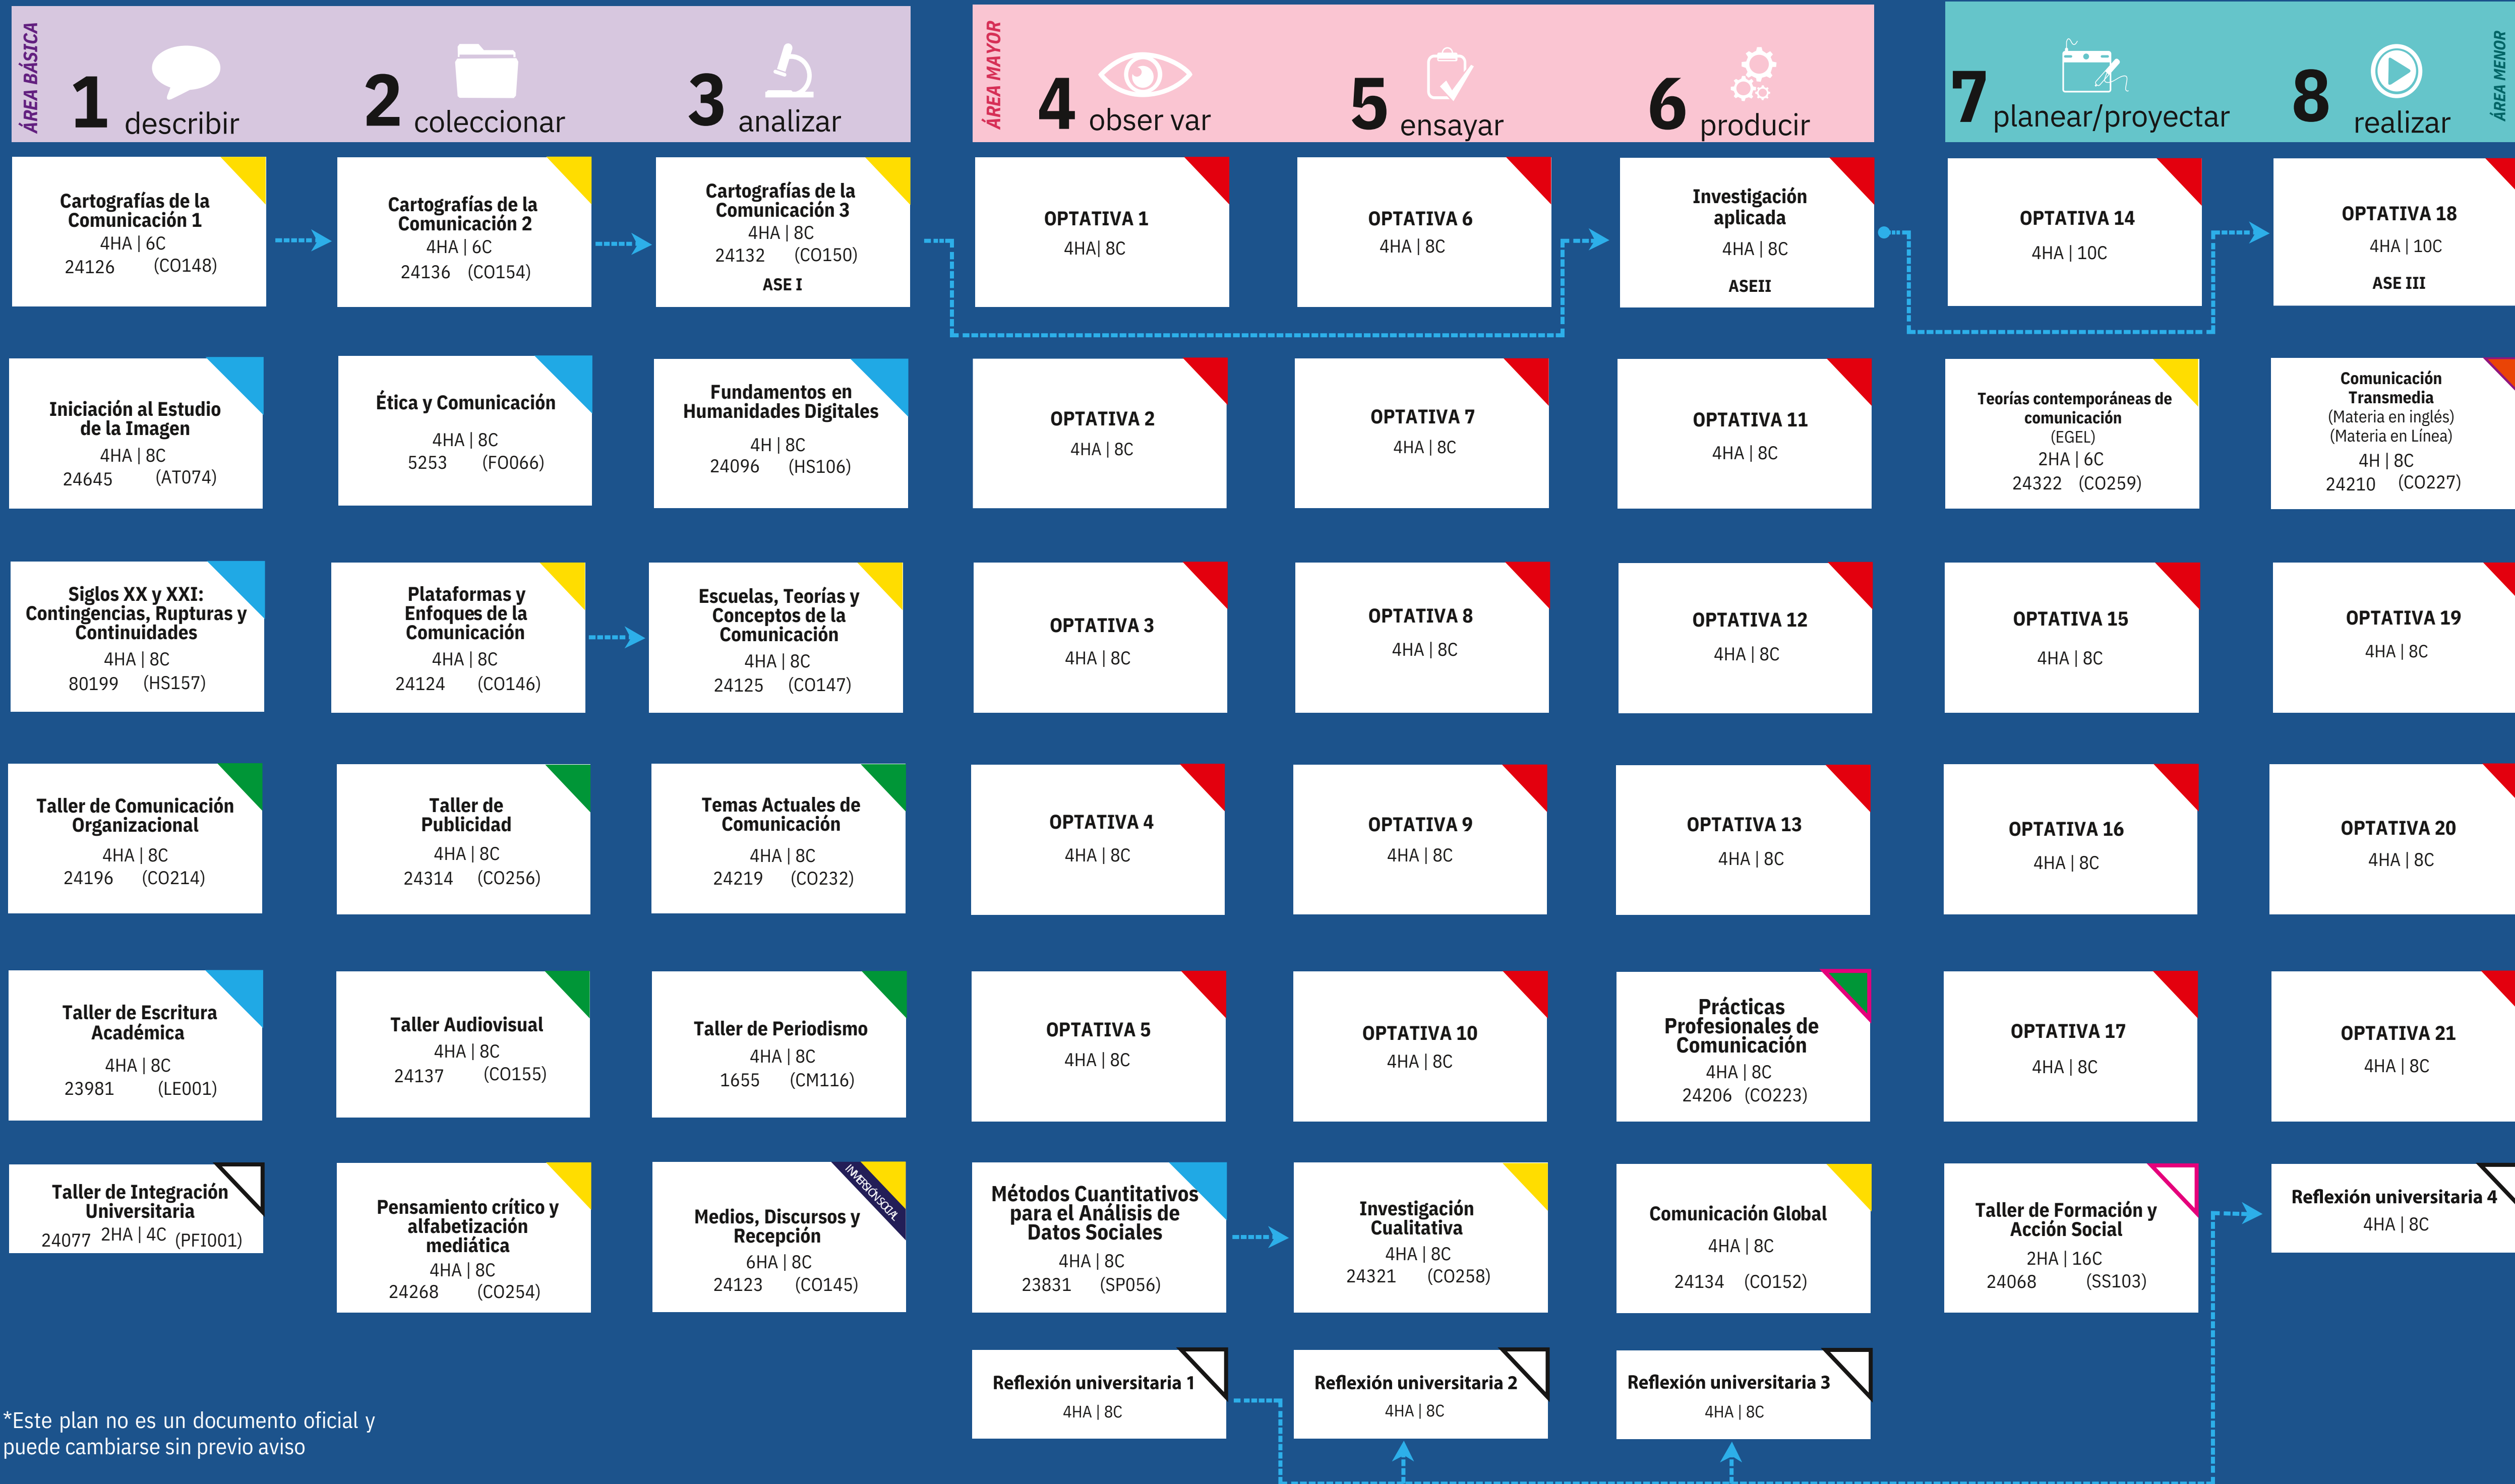 ÁREA BÁSICA
1 describir
2 coleccionar
3 analizar
ÁREA MAYOR
4 obser var
5 ensayar
6 producir
7 planear/proyectar
8 realizar
ÁREA MENOR
Cartografías de la
Comunicación 1
4HA | 6C
24126 (CO148)
Cartografías de la
Comunicación 2
4HA | 6C
24136 (CO154)
Cartografías de la
Comunicación 3
4HA | 8C
24132 (CO150)
ASE I
OPTATIVA 1
4HA| 8C
OPTATIVA 6
4HA | 8C
Investigación
aplicada
4HA | 8C
ASEII
OPTATIVA 14
4HA | 10C
OPTATIVA 18
4HA | 10C
ASE III
Iniciación al Estudio
de la Imagen
4HA | 8C
24645 (AT074)
Ética y Comunicación
4HA | 8C
5253 (FO066)
Fundamentos en
Humanidades Digitales
4H | 8C
24096 (HS106)
OPTATIVA 2
4HA | 8C
OPTATIVA 7
4HA | 8C
OPTATIVA 11
4HA | 8C
Teorías contemporáneas de
comunicación
(EGEL)
2HA | 6C
24322 (CO259)
Comunicación
Transmedia
(Materia en inglés)
(Materia en Línea)
4H | 8C
24210 (CO227)
Siglos XX y XXI:
Contingencias, Rupturas y
Continuidades
4HA | 8C
80199 (HS157)
Plataformas y
Enfoques de la
Comunicación
4HA | 8C
24124 (CO146)
Escuelas, Teorías y
Conceptos de la
Comunicación
4HA | 8C
24125 (CO147)
OPTATIVA 3
4HA | 8C
OPTATIVA 8
4HA | 8C
OPTATIVA 12
4HA | 8C
OPTATIVA 15
4HA | 8C
OPTATIVA 19
4HA | 8C
Taller de Comunicación
Organizacional
4HA | 8C
24196 (CO214)
Taller de
Publicidad
4HA | 8C
24314 (CO256)
Temas Actuales de
Comunicación
4HA | 8C
24219 (CO232)
OPTATIVA 4
4HA | 8C
OPTATIVA 9
4HA | 8C
OPTATIVA 13
4HA | 8C
OPTATIVA 16
4HA | 8C
OPTATIVA 20
4HA | 8C
Taller de Escritura
Académica
4HA | 8C
23981 (LE001)
Taller Audiovisual
4HA | 8C
24137 (CO155)
Taller de Periodismo
4HA | 8C
1655 (CM116)
OPTATIVA 5
4HA | 8C
OPTATIVA 10
4HA | 8C
Prácticas
Profesionales de
Comunicación
4HA | 8C
24206 (CO223)
OPTATIVA 17
4HA | 8C
OPTATIVA 21
4HA | 8C
Taller de Integración
Universitaria
24077 2HA | 4C (PFI001)
Pensamiento crítico y
alfabetización
mediática
4HA | 8C
24268 (CO254)
INMERSIÓN SOCIAL
Medios, Discursos y
Recepción
6HA | 8C
24123 (CO145)
Métodos Cuantitativos
para el Análisis de
Datos Sociales
4HA | 8C
23831 (SP056)
Investigación
Cualitativa
4HA | 8C
24321 (CO258)
Comunicación Global
4HA | 8C
24134 (CO152)
Taller de Formación y
Acción Social
2HA | 16C
24068 (SS103)
Reflexión universitaria 4
4HA | 8C
Reflexión universitaria 1
4HA | 8C
Reflexión universitaria 2
4HA | 8C
Reflexión universitaria 3
4HA | 8C
*Este plan no es un documento oficial y
puede cambiarse sin previo aviso